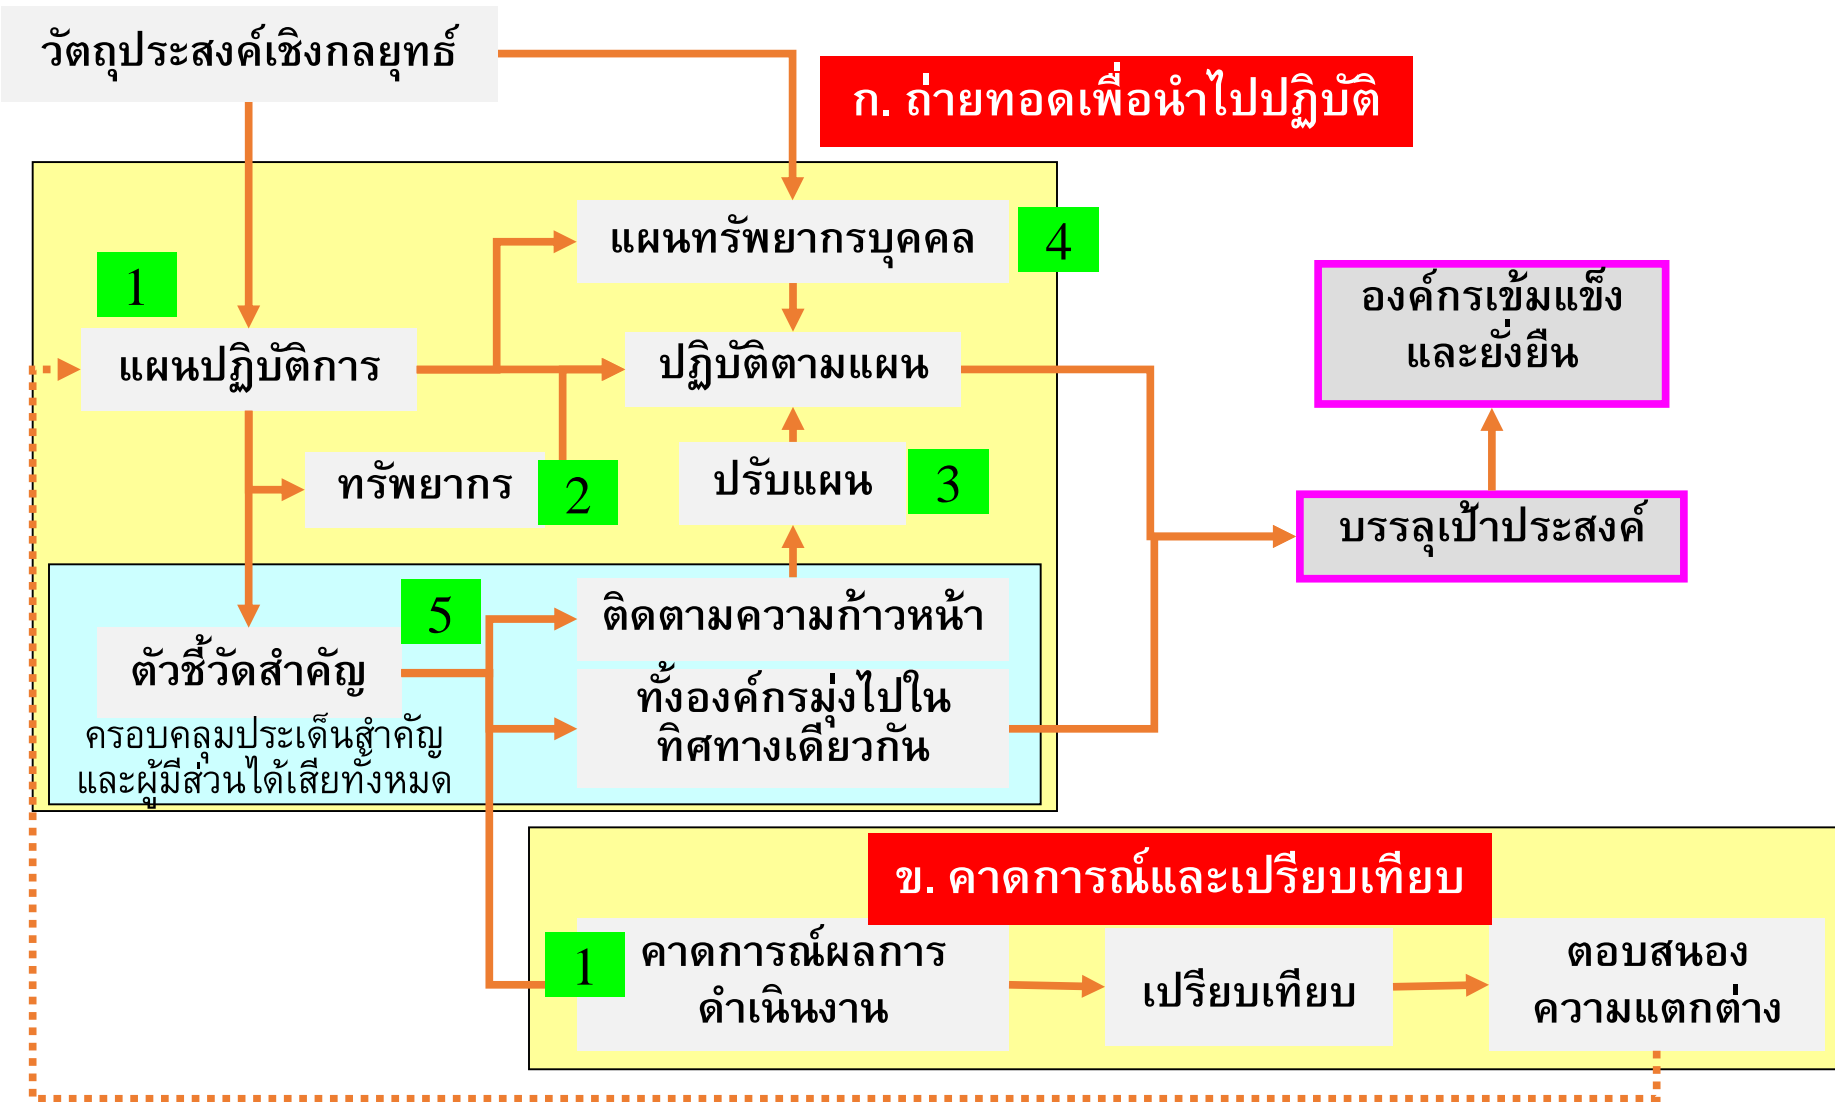 วัตถุประสงค์เชิงกลยุทธ์
ก. ถ่ายทอดเพื่อนำไปปฏิบัติ
แผนทรัพยากรบุคคล
4
1
องค์กรเข้มแข็ง
และยั่งยืน
แผนปฏิบัติการ
ปฏิบัติตามแผน
ทรัพยากร
2
ปรับแผน
3
บรรลุเป้าประสงค์
5
ติดตามความก้าวหน้า
ตัวชี้วัดสำคัญ
ทั้งองค์กรมุ่งไปใน
ทิศทางเดียวกัน
ครอบคลุมประเด็นสำคัญ
และผู้มีส่วนได้เสียทั้งหมด
ข. คาดการณ์และเปรียบเทียบ
1
คาดการณ์ผลการ
ดำเนินงาน
เปรียบเทียบ
ตอบสนอง
ความแตกต่าง